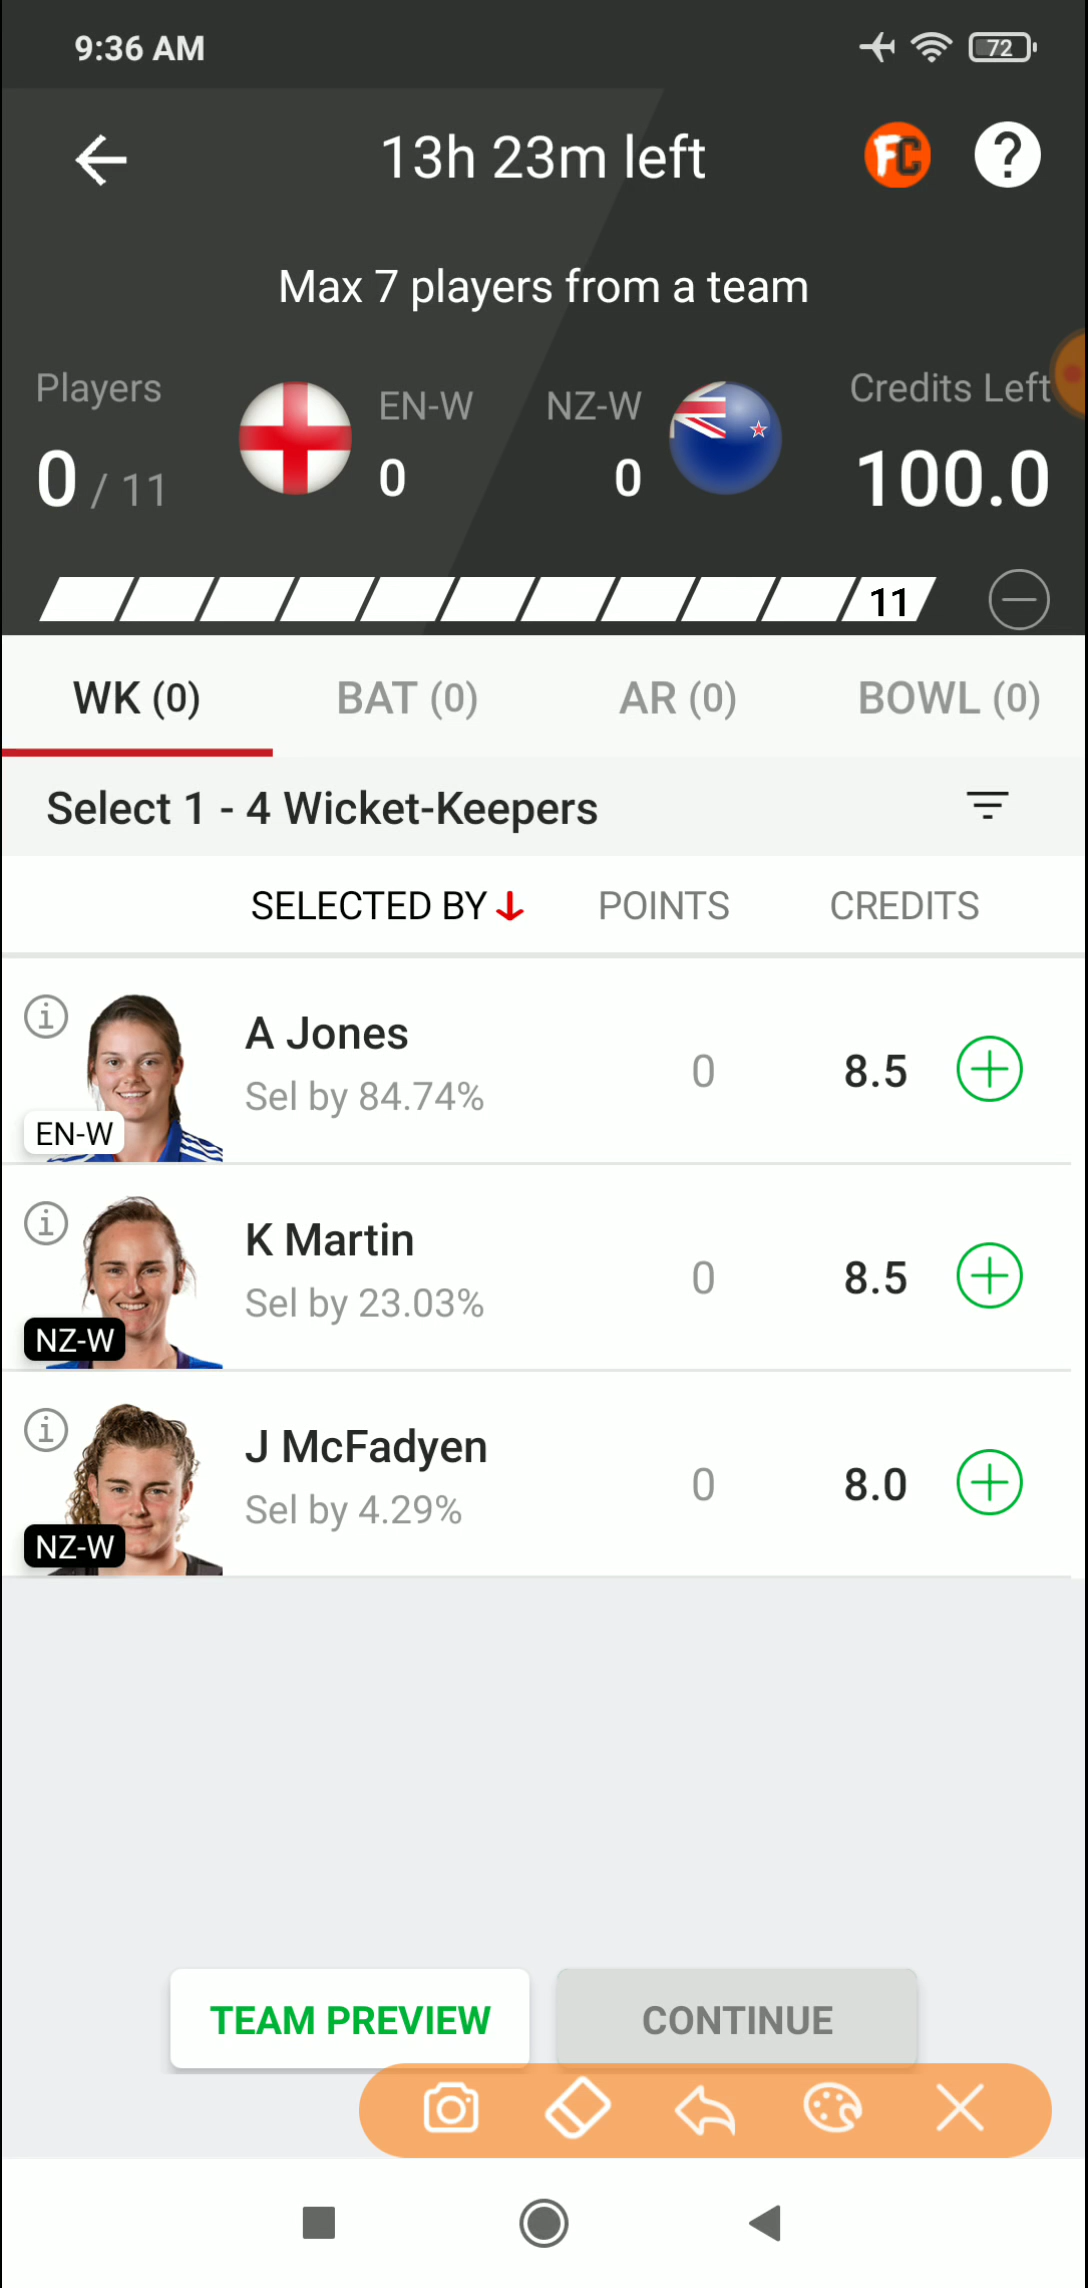 9:36 AM
72
13h 23m left
FC
?
Max 7 players from a team
Players
EN-W
NZ-W
Credits Left
0 / 11
0
0
100.0
11
WK (0)
BAT (0)
AR (0)
BOWL (0)
Select 1 - 4 Wicket-Keepers
SELECTED BY
POINTS
CREDITS
i
A Jones
Sel by 84.74%
0
8.5
EN-W
i
K Martin
Sel by 23.03%
0
8.5
NZ-W
i
J McFadyen
Sel by 4.29%
0
8.0
NZ-W
TEAM PREVIEW
CONTINUE